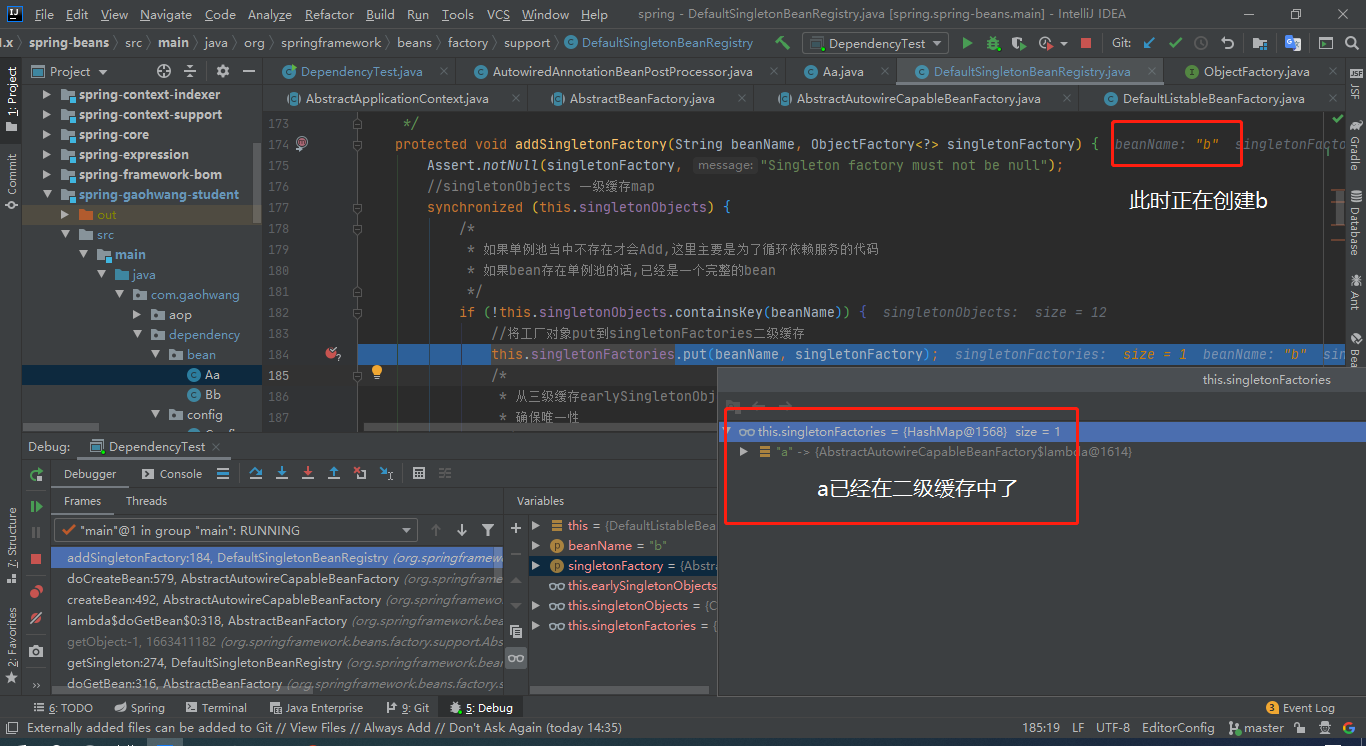 File Edit View Navigate Code Analyze Refactor Build Run Tools VCS Window Help spring - DefaultSingletonBeanRegistry.java [spring.spring-beans.main] - IntelliJ IDEA
.x spring-beans src main java org springframework beans factory support DefaultSingletonBeanRegistry DependencyTest Git:
Project DependencyTest.java AutowiredAnnotationBeanPostProcessor.java Aa.java DefaultSingletonBeanRegistry.java ObjectFactory.java
AbstractApplicationContext.java AbstractBeanFactory.java AbstractAutowireCapableBeanFactory.java DefaultListableBeanFactory.java
1: Project
Commit
7: Structure
2: Favorites
spring-context-indexer
spring-context-support
spring-core
spring-expression
spring-framework-bom
spring-gaohwang-student
out
src
main
java
com.gaohwang
aop
dependency
bean
Aa
Bb
config
173 */
174 protected void addSingletonFactory(String beanName, ObjectFactory<?> singletonFactory) { beanName: "b" singletonFacto
175 Assert.notNull(singletonFactory, message: "Singleton factory must not be null");
176 //singletonObjects 一级缓存map
177 synchronized (this.singletonObjects) {
178 /*
179 * 如果单例池当中不存在才会Add,这里主要是为了循环依赖服务的代码
180 * 如果bean存在单例池的话,已经是一个完整的bean
181 */
182 if (!this.singletonObjects.containsKey(beanName)) { singletonObjects: size = 12
183 //将工厂对象put到singletonFactories二级缓存
184 this.singletonFactories.put(beanName, singletonFactory); singletonFactories: size = 1 beanName: "b" sin
185 /*
186 * 从三级缓存earlySingletonObj
187 * 确保唯一性
此时正在创建b
this.singletonFactories
this.singletonFactories = {HashMap@1568} size = 1
"a" -> {AbstractAutowireCapableBeanFactory$lambda@1614}
a已经在二级缓存中了
JSF
Gradle
Database
Ant
Bea
Debug: DependencyTest
Debugger Console
Frames Threads Variables
"main"@1 in group "main": RUNNING
addSingletonFactory:184, DefaultSingletonBeanRegistry (org.springframew
doCreateBean:579, AbstractAutowireCapableBeanFactory (org.springframe
createBean:492, AbstractAutowireCapableBeanFactory (org.springframewo
lambda$doGetBean$0:318, AbstractBeanFactory (org.springframework.bea
getObject:-1, 1663411182 (org.springframework.beans.factory.support.Abs
getSingleton:274, DefaultSingletonBeanRegistry (org.springframework.bea
doGetBean:316, AbstractBeanFactory (org.springframework.beans.factory.s
this = {DefaultListableBea
beanName = "b"
singletonFactory = {Abstra
this.earlySingletonObjects
this.singletonObjects = {C
this.singletonFactories = {
6: TODO Spring Terminal Java Enterprise 9: Git 5: Debug 3 Event Log
Externally added files can be added to Git // View Files // Always Add // Don't Ask Again (today 14:35) 185:19 LF UTF-8 EditorConfig master